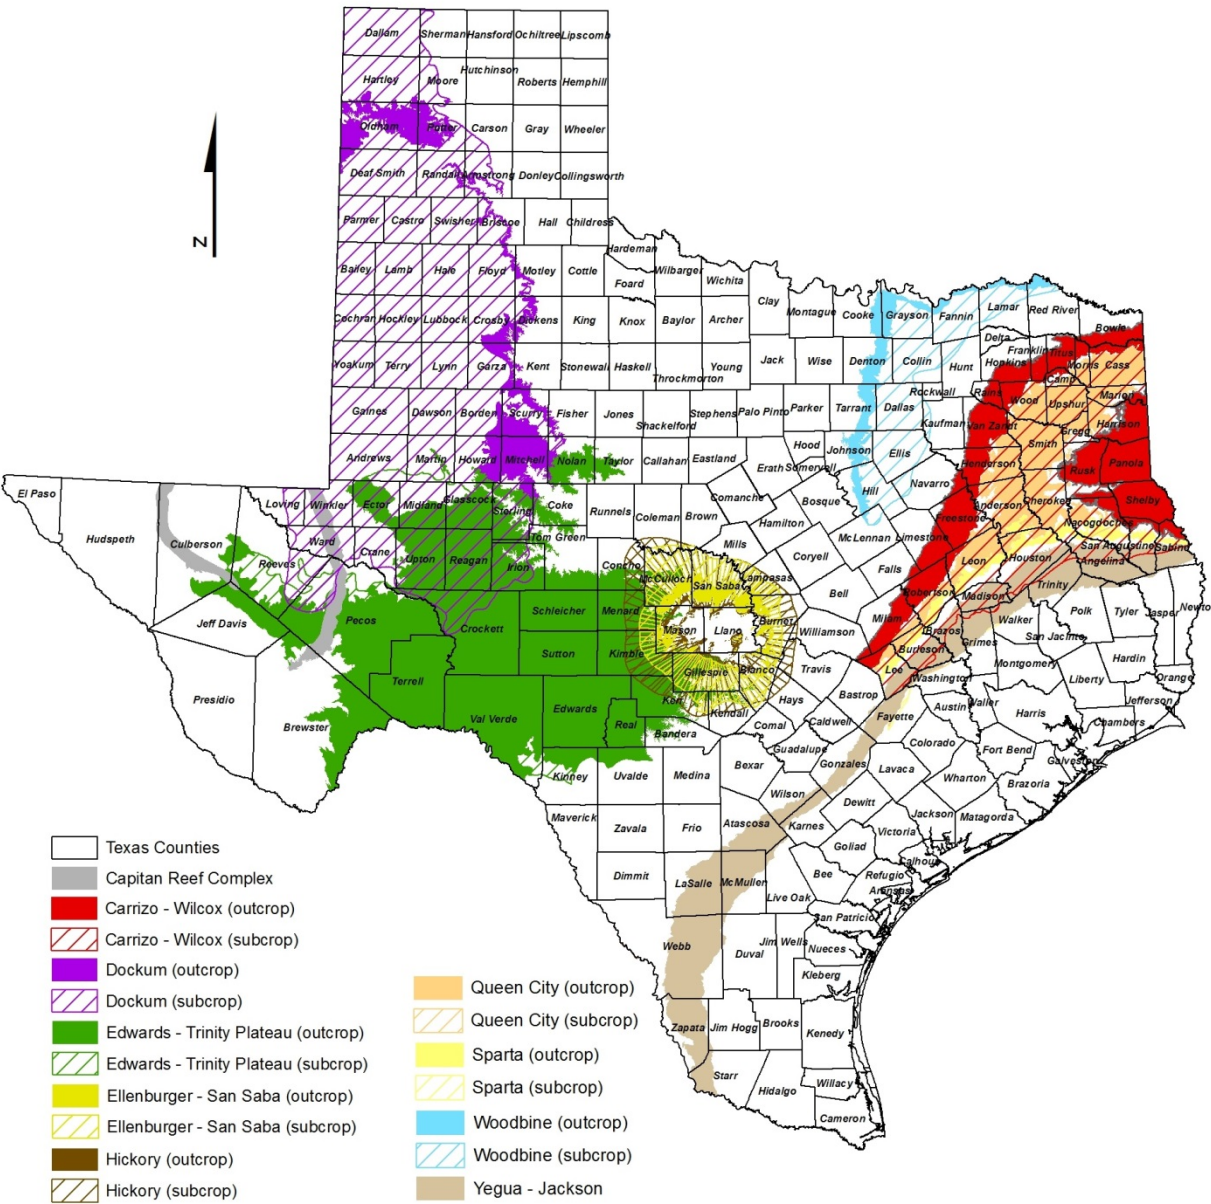 Dallam Sherman Hansford Ochiltree Lipscomb
Hartley Moore Hutchinson Roberts Hemphill
Oldham Potter Carson Gray Wheeler
Deaf Smith Randall Armstrong Donley Collingsworth
Parmer Castro Swisher Briscoe Hall Childress
Hardeman
Bailey Lamb Hale Floyd Motley Cottle Foard Wilbarger Wichita
Cochran Hockley Lubbock Crosby Dickens King Knox Baylor Archer Clay Montague Cooke Grayson Fannin Lamar Red River Bowie
Delta Franklin Titus Morris Cass
Yoakum Terry Lynn Garza Kent Stonewall Haskell Throckmorton Young Jack Wise Denton Collin Hunt Hopkins Camp
Rockwall Rains Wood Upshur Marion
Gaines Dawson Borden Scurry Fisher Jones Shackelford Stephens Palo Pinto Parker Tarrant Dallas Kaufman Van Zandt Gregg Harrison
Andrews Martin Howard Mitchell Nolan Taylor Callahan Eastland Erath Hood Somervell Johnson Ellis Henderson Smith Rusk Panola
El Paso Hudspeth Culberson Loving Winkler Ector Midland Glasscock Sterling Coke Runnels Coleman Brown Comanche Hamilton Bosque Hill Navarro Freestone Anderson Cherokee Shelby
Nacogdoches San Augustine Sabine
Reeves Ward Crane Upton Reagan Irion Tom Green Concho McCulloch San Saba Mills Lampasas Coryell McLennan Limestone Falls Leon Houston Angelina
Jeff Davis Pecos Crockett Schleicher Menard Mason Llano Burnet Bell Milam Robertson Madison Trinity Walker Polk Tyler Jasper Newto
Williamson Brazos Grimes San Jacinto
Sutton Kimble Gillespie Blanco Travis Lee Burleson Washington Montgomery Liberty Hardin Orange
Presidio Brewster Terrell Val Verde Edwards Real Kerr Kendall Bandera Comal Hays Caldwell Bastrop Fayette Austin Waller Harris Chambers Jefferson
Kinney Uvalde Medina Bexar Guadalupe Gonzales Lavaca Colorado Wharton Fort Bend Brazoria Galveston
Maverick Zavala Frio Atascosa Wilson Karnes Dewitt Victoria Jackson Matagorda
Dimmit LaSalle McMullen Live Oak Bee Goliad Refugio Calhoun Aransas
Webb Duval Jim Wells San Patricio Nueces Kleberg
Zapata Jim Hogg Brooks Kenedy
Starr Hidalgo Willacy Cameron
N
Texas Counties
Capitan Reef Complex
Carrizo - Wilcox (outcrop)
Carrizo - Wilcox (subcrop)
Dockum (outcrop)
Dockum (subcrop)
Edwards - Trinity Plateau (outcrop)
Edwards - Trinity Plateau (subcrop)
Ellenburger - San Saba (outcrop)
Ellenburger - San Saba (subcrop)
Hickory (outcrop)
Hickory (subcrop)
Queen City (outcrop)
Queen City (subcrop)
Sparta (outcrop)
Sparta (subcrop)
Woodbine (outcrop)
Woodbine (subcrop)
Yegua - Jackson